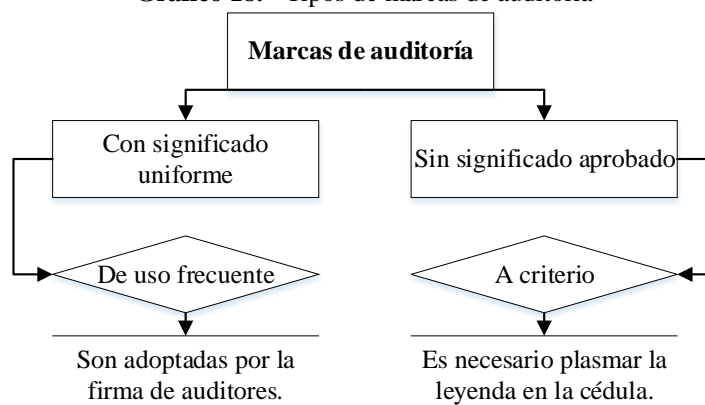 Gráfico 18. Tipos de marcas de auditoría
Marcas de auditoría
Con significado
uniforme
Sin significado aprobado
De uso frecuente
A criterio
Son adoptadas por la
firma de auditores.
Es necesario plasmar la
leyenda en la cédula.